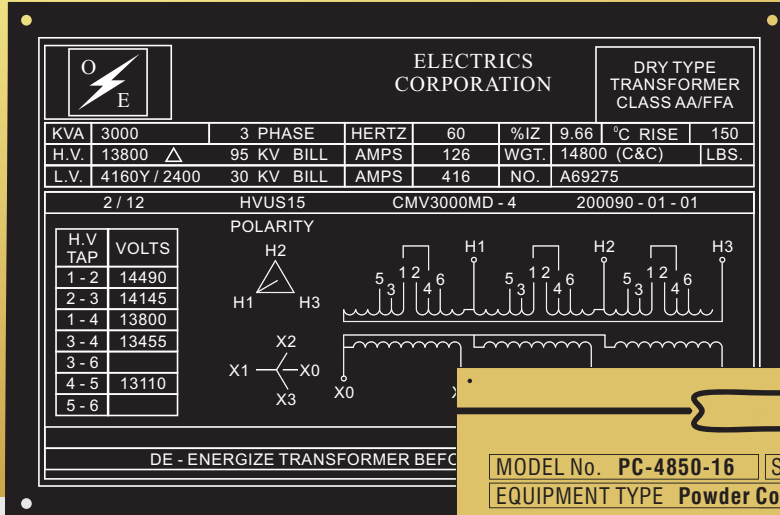 O
E
ELECTRICS
CORPORATION
DRY TYPE
TRANSFORMER
CLASS AA/FFA
KVA 3000 3 PHASE HERTZ 60 %IZ 9.66 °C RISE 150
H.V. 13800 △ 95 KV BILL AMPS 126 WGT. 14800 (C&C) LBS.
L.V. 4160Y / 2400 30 KV BILL AMPS 416 NO. A69275
2 / 12 HVUS15 CMV3000MD - 4 200090 - 01 - 01
H.V
TAP VOLTS
1 - 2 14490
2 - 3 14145
1 - 4 13800
3 - 4 13455
3 - 6
4 - 5 13110
5 - 6
POLARITY
H2
H1 H3
X2
X1 X0
X3
H1 H2 H3
5 3 1 2 4 6 5 3 1 2 4 6 5 3 1 2 4 6
X0
DE - ENERGIZE TRANSFORMER
MODEL No. PC-4850-16
EQUIPMENT TYPE Powder